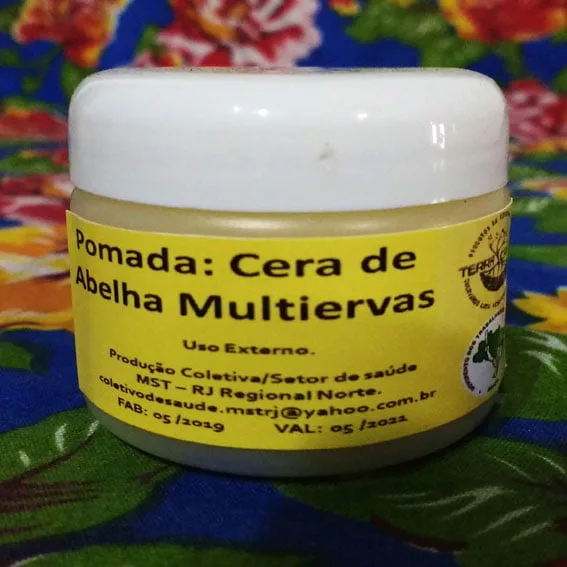 Pomada: Cera de
Abelha Multiervas
Uso Externo.
Produção Coletiva/Setor de saúde
MST – RJ Regional Norte.
coletivodesaude.mstrj@yahoo.com.br
FAB: 05 /2019 VAL: 05 /2021
TERRA